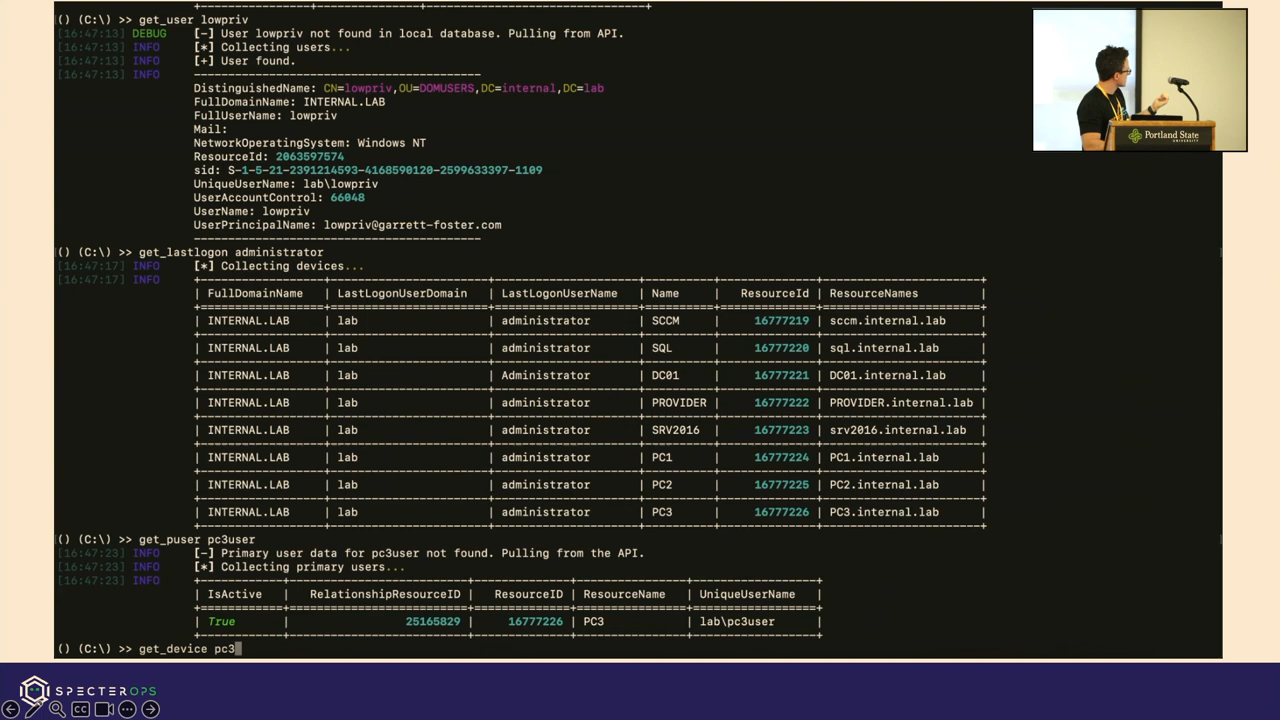 () (C:\) >> get_user lowpriv
[16:47:13] DEBUG [-] User lowpriv not found in local database. Pulling from API.
[16:47:13] INFO [*] Collecting users...
[16:47:13] INFO [+] User found.
[16:47:13] INFO ------------------------------------------
DistinguishedName: CN=lowpriv,OU=DOMUSERS,DC=internal,DC=lab
FullDomainName: INTERNAL.LAB
FullUserName: lowpriv
Mail:
NetworkOperatingSystem: Windows NT
ResourceId: 2063597574
sid: S-1-5-21-2391214593-4168590120-2599633397-1109
UniqueUserName: lab\lowpriv
UserAccountControl: 66048
UserName: lowpriv
UserPrincipalName: lowpriv@garrett-foster.com
------------------------------------------
() (C:\) >> get_lastlogon administrator
[16:47:17] INFO [*] Collecting devices...
[16:47:17] INFO
| FullDomainName | LastLogonUserDomain | LastLogonUserName | Name | ResourceId | ResourceNames |
| INTERNAL.LAB | lab | administrator | SCCM | 16777219 | sccm.internal.lab |
| INTERNAL.LAB | lab | administrator | SQL | 16777220 | sql.internal.lab |
| INTERNAL.LAB | lab | Administrator | DC01 | 16777221 | DC01.internal.lab |
| INTERNAL.LAB | lab | administrator | PROVIDER | 16777222 | PROVIDER.internal.lab |
| INTERNAL.LAB | lab | administrator | SRV2016 | 16777223 | srv2016.internal.lab |
| INTERNAL.LAB | lab | administrator | PC1 | 16777224 | PC1.internal.lab |
| INTERNAL.LAB | lab | administrator | PC2 | 16777225 | PC2.internal.lab |
| INTERNAL.LAB | lab | administrator | PC3 | 16777226 | PC3.internal.lab |
() (C:\) >> get_puser pc3user
[16:47:23] INFO [-] Primary user data for pc3user not found. Pulling from the API.
[16:47:23] INFO [*] Collecting primary users...
[16:47:23] INFO
| IsActive | RelationshipResourceID | ResourceID | ResourceName | UniqueUserName |
| True | 25165829 | 16777226 | PC3 | lab\pc3user |
() (C:\) >> get_device pc3
Portland State
UNIVERSITY
SPECTEROPS
CC